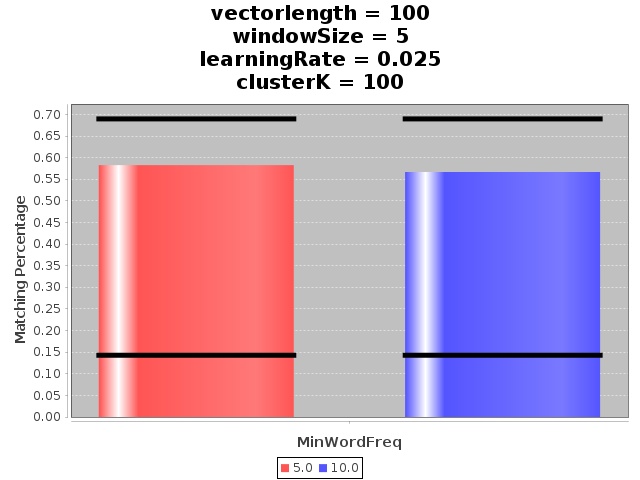 vectorlength = 100
windowSize = 5
learningRate = 0.025
clusterK = 100
0.70
0.65
0.60
0.55
0.50
0.45
0.40
0.35
0.30
0.25
0.20
0.15
0.10
0.05
0.00
Matching Percentage
MinWordFreq
5.0 10.0